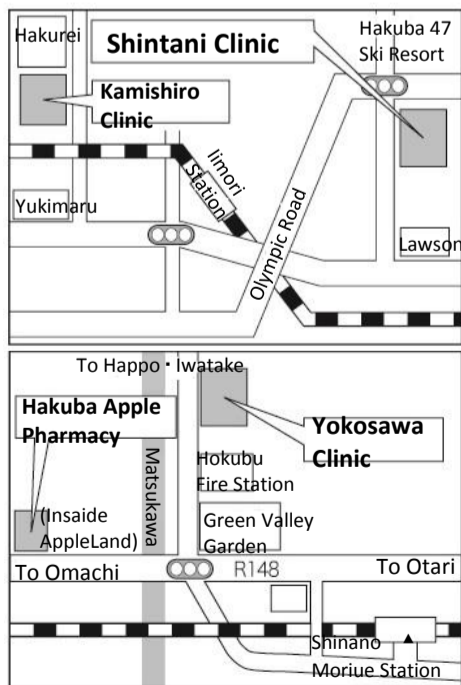 Hakurei
Shintani Clinic
Hakuba 47
Ski Resort
Kamishiro
Clinic
Iimori
Station
Yukimaru
Olympic Road
Lawson
To Happo・Iwatake
Hakuba Apple
Pharmacy
Yokosawa
Clinic
Matsukawa
Hokubu
Fire Station
(Insaide
AppleLand)
Green Valley
Garden
To Omachi
R148
To Otari
Shinano
Moriue Station